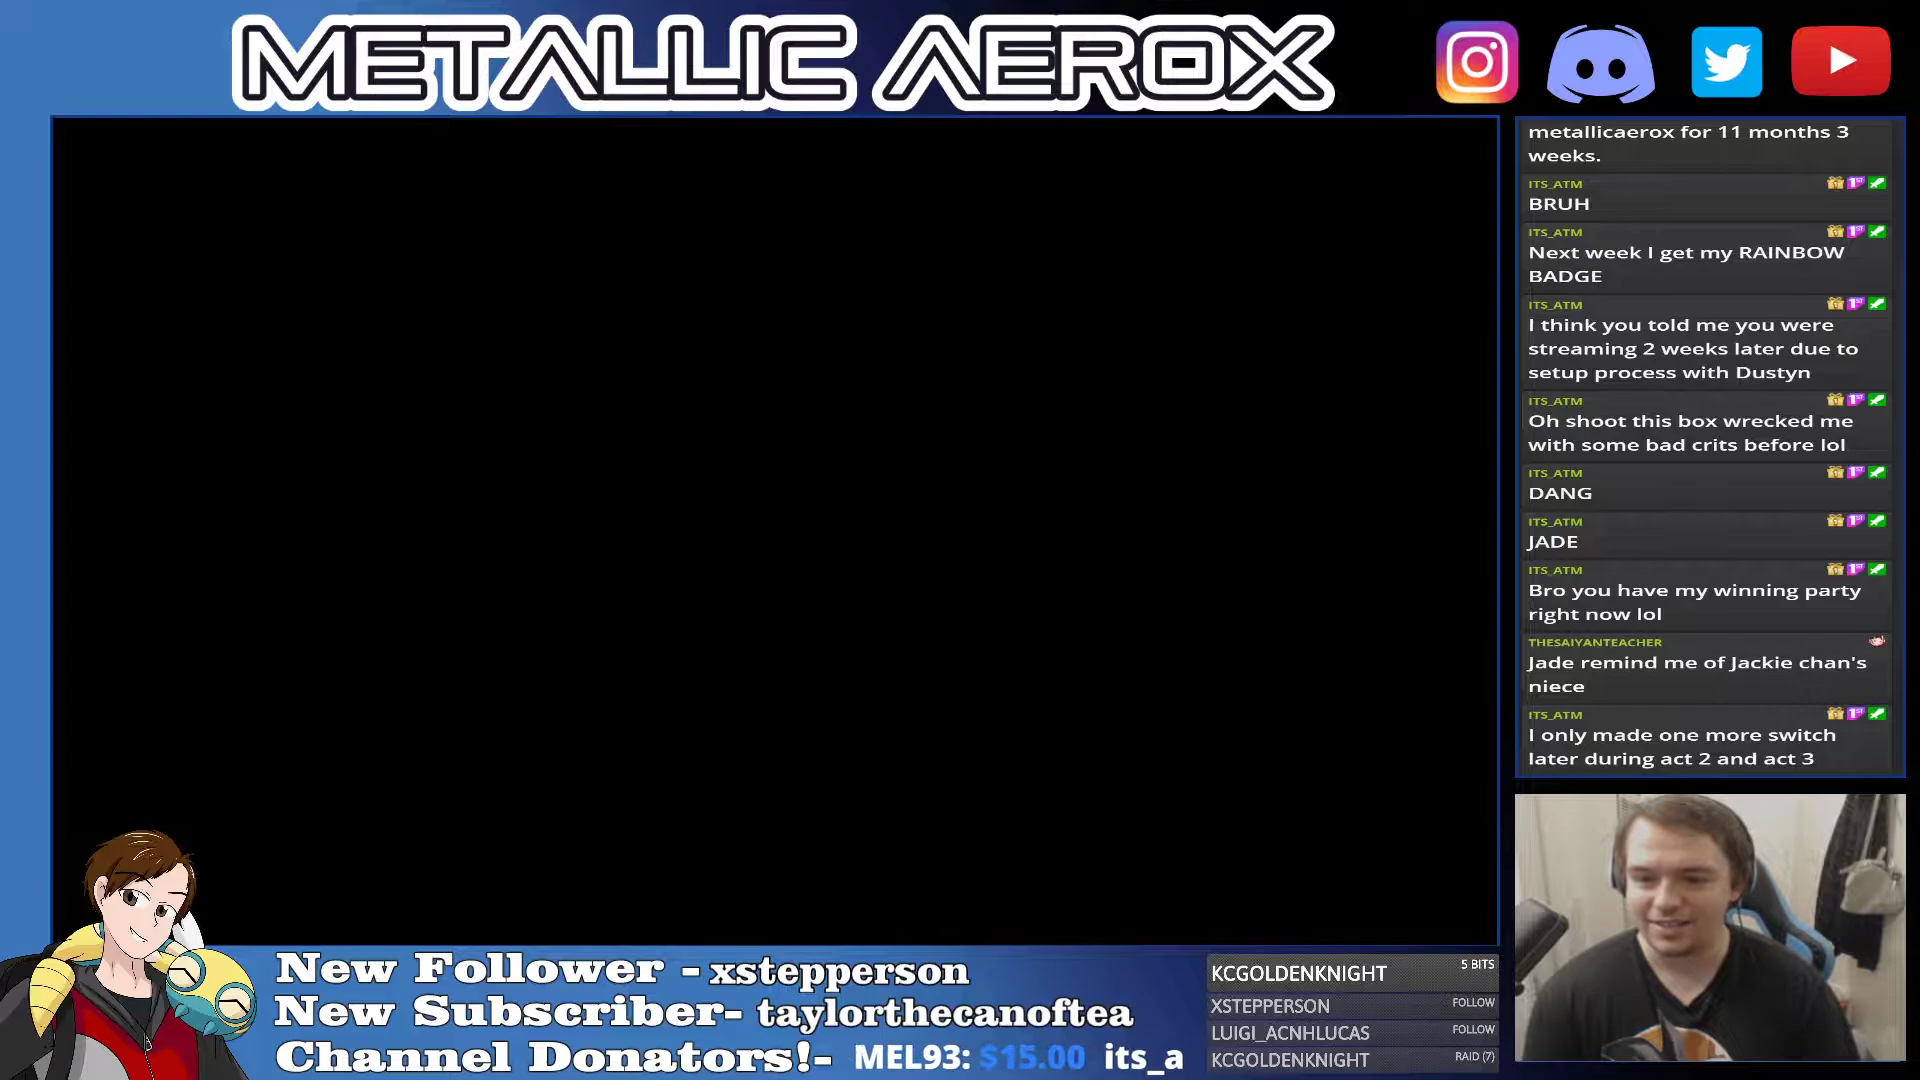 METALLIC AEROX
metallicaerox for 11 months 3
weeks.
ITS_ATM
BRUH
ITS_ATM
Next week I get my RAINBOW
BADGE
ITS_ATM
I think you told me you were
streaming 2 weeks later due to
setup process with Dustyn
ITS_ATM
Oh shoot this box wrecked me
with some bad crits before lol
ITS_ATM
DANG
ITS_ATM
JADE
ITS_ATM
Bro you have my winning party
right now lol
THESAIYANTEACHER
Jade remind me of Jackie chan's
niece
ITS_ATM
I only made one more switch
later during act 2 and act 3
New Follower - xstepperson
New Subscriber- taylorthecanoftea
Channel Donators!- MEL93: $15.00 its_a
KCGOLDENKNIGHT 5 BITS
XSTEPPERSON FOLLOW
LUIGI_ACNHLUCAS FOLLOW
KCGOLDENKNIGHT RAID (7)